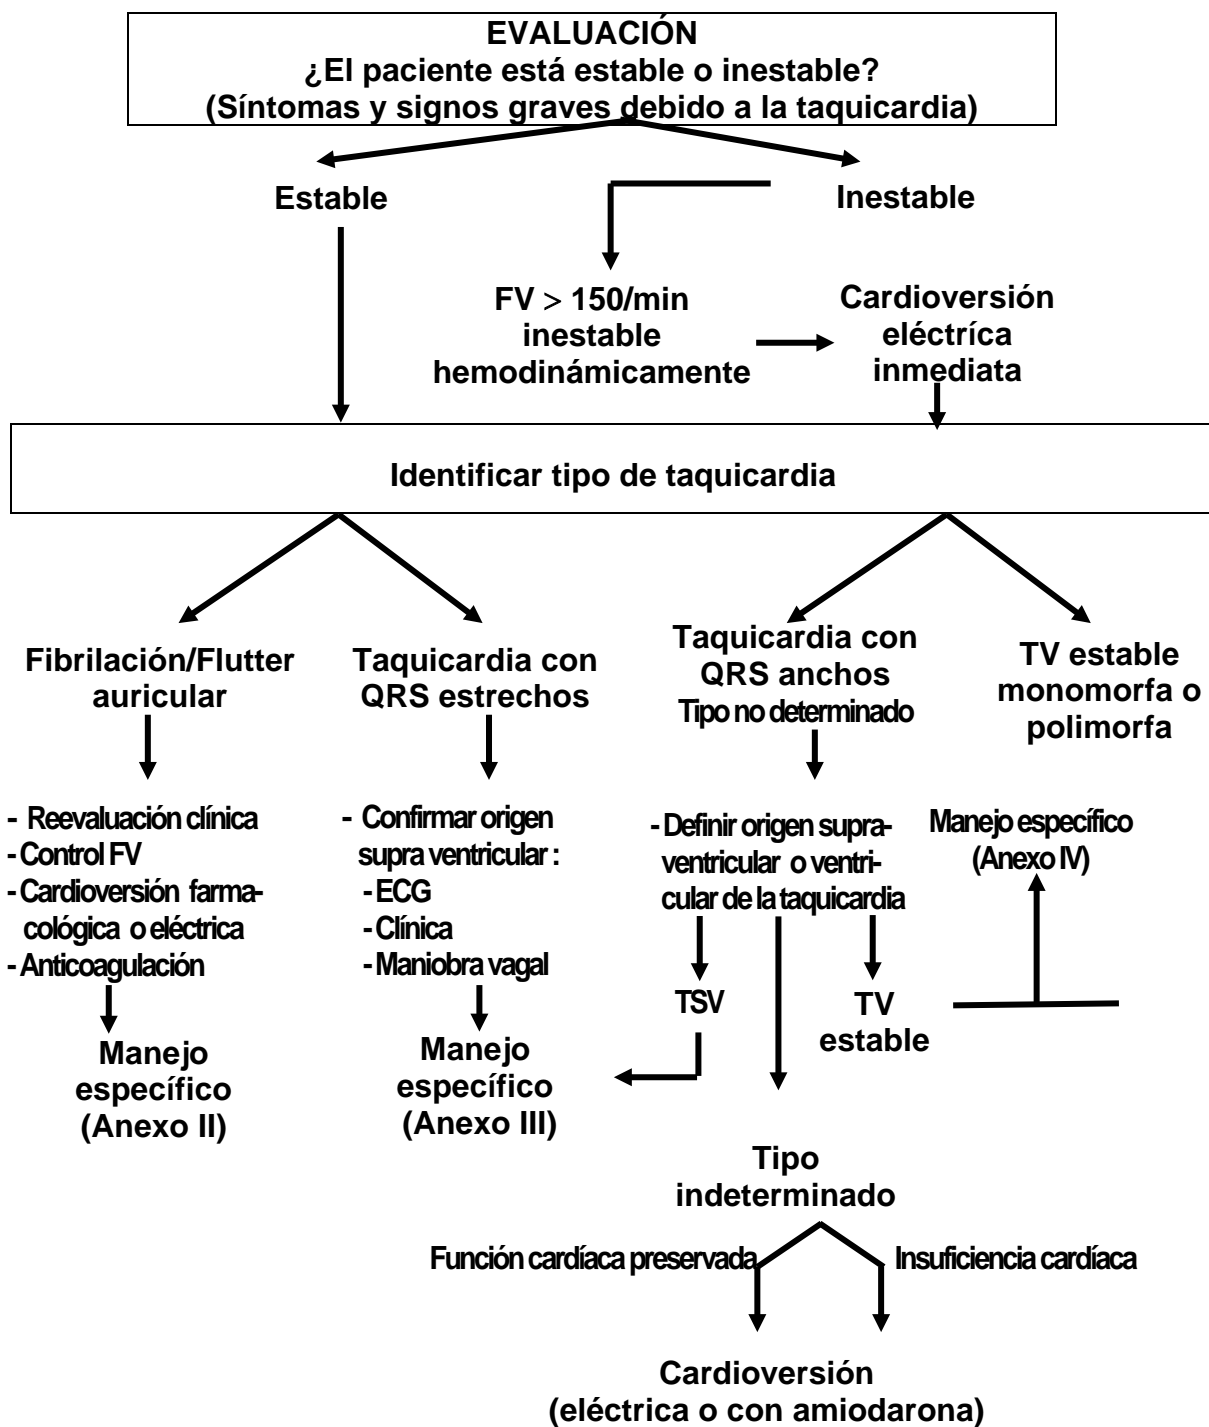 EVALUACIÓN
¿El paciente está estable o inestable?
(Síntomas y signos graves debido a la taquicardia)
Estable
Inestable
FV > 150/min
inestable
hemodinámicamente
Cardioversión
eléctríca
inmediata
Identificar tipo de taquicardia
Fibrilación/Flutter
auricular
Taquicardia con
QRS estrechos
Taquicardia con
QRS anchos
Tipo no determinado
TV estable
monomorfa o
polimorfa
- Reevaluación clínica
- Control FV
- Cardioversión farma-
cológica o eléctrica
- Anticoagulación
- Confirmar origen
supra ventricular :
- ECG
- Clínica
- Maniobra vagal
- Definir origen supra-
ventricular o ventri-
cular de la taquicardia
Manejo específico
(Anexo IV)
TSV
TV
estable
Manejo
específico
(Anexo II)
Manejo
específico
(Anexo III)
Tipo
indeterminado
Función cardíaca preservada
Insuficiencia cardíaca
Cardioversión
(eléctrica o con amiodarona)